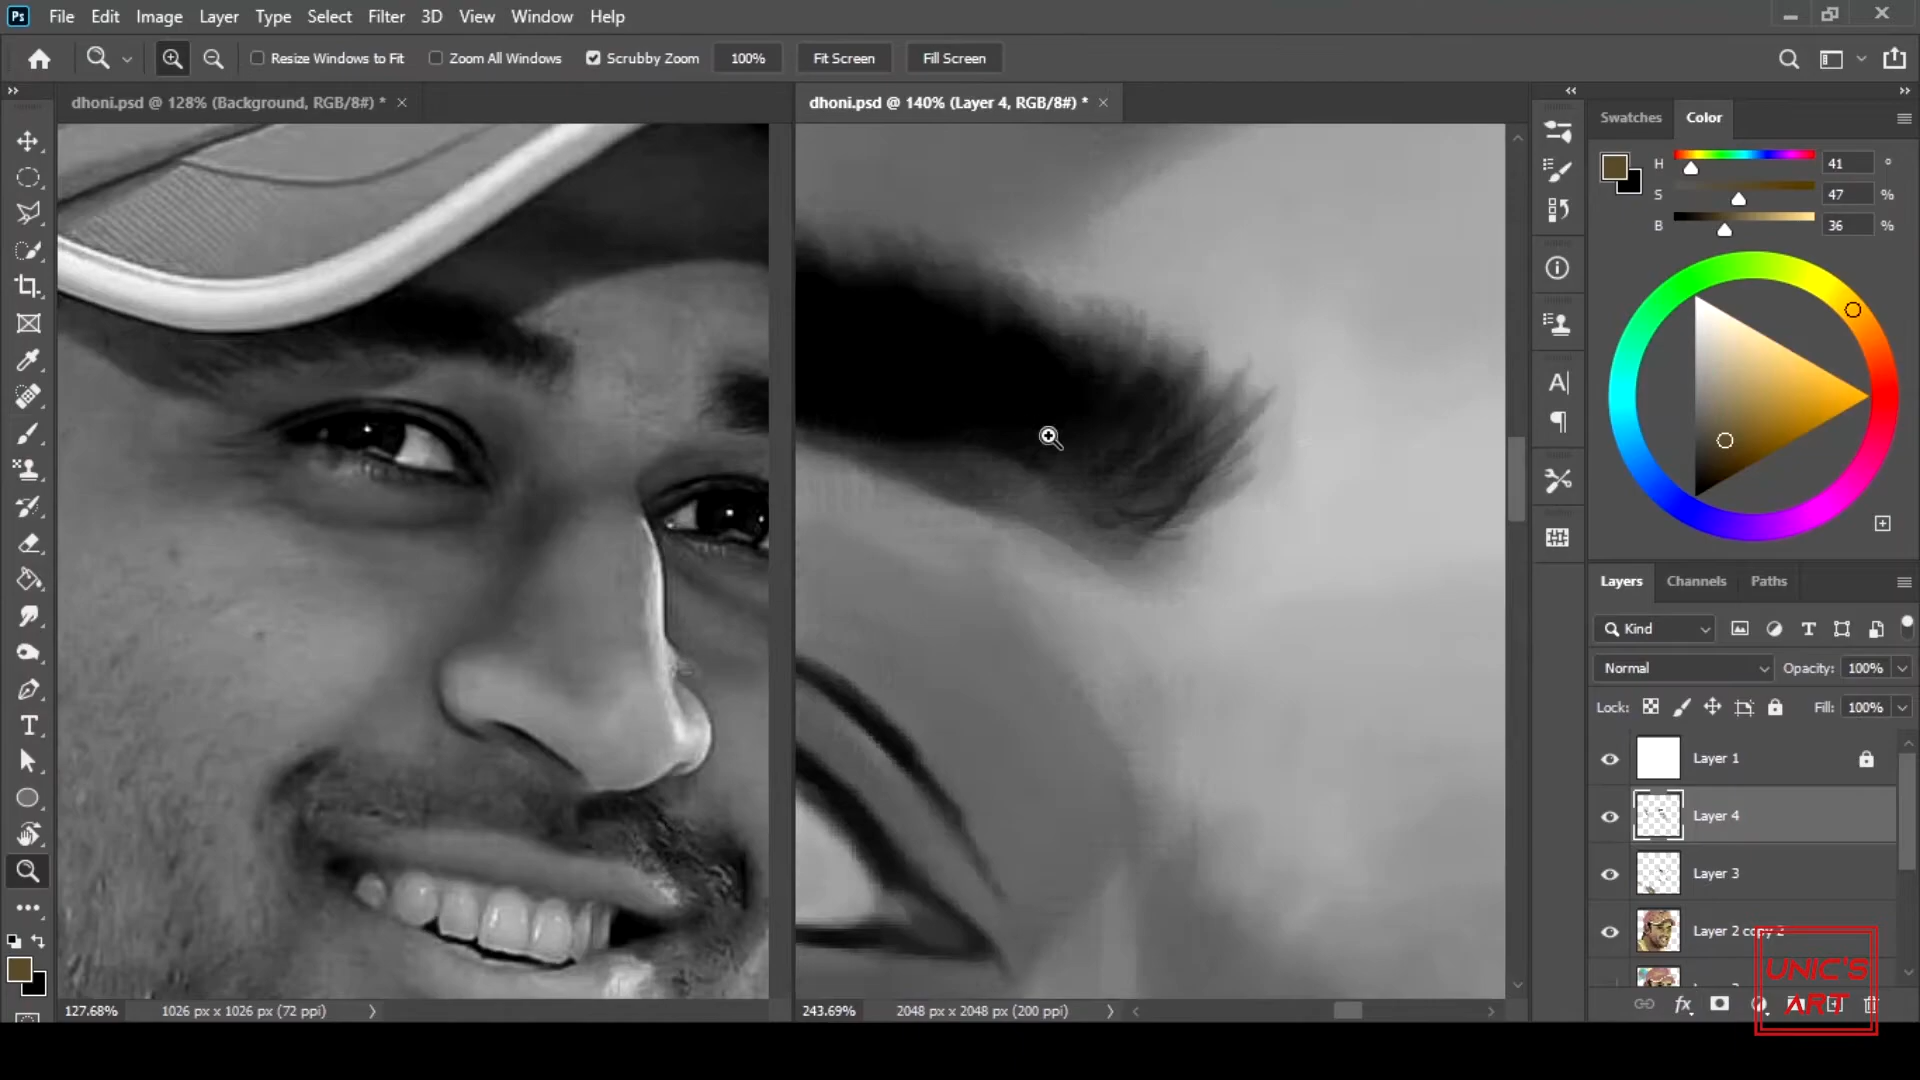 Ps File Edit Image Layer Type Select Filter 3D View Window Help
Resize Windows to Fit Zoom All Windows Scrubby Zoom 100% Fit Screen Fill Screen
dhoni.psd @ 128% (Background, RGB/8#) *
dhoni.psd @ 140% (Layer 4, RGB/8#) *
Swatches Color
H 41 °
S 47 %
B 36 %
Layers Channels Paths
Kind
Normal Opacity: 100%
Lock: Fill: 100%
Layer 1
Layer 4
Layer 3
Layer 2 copy 2
UNIC'S
ART
127.68% 1026 px x 1026 px (72 ppi)
243.69% 2048 px x 2048 px (200 ppi)